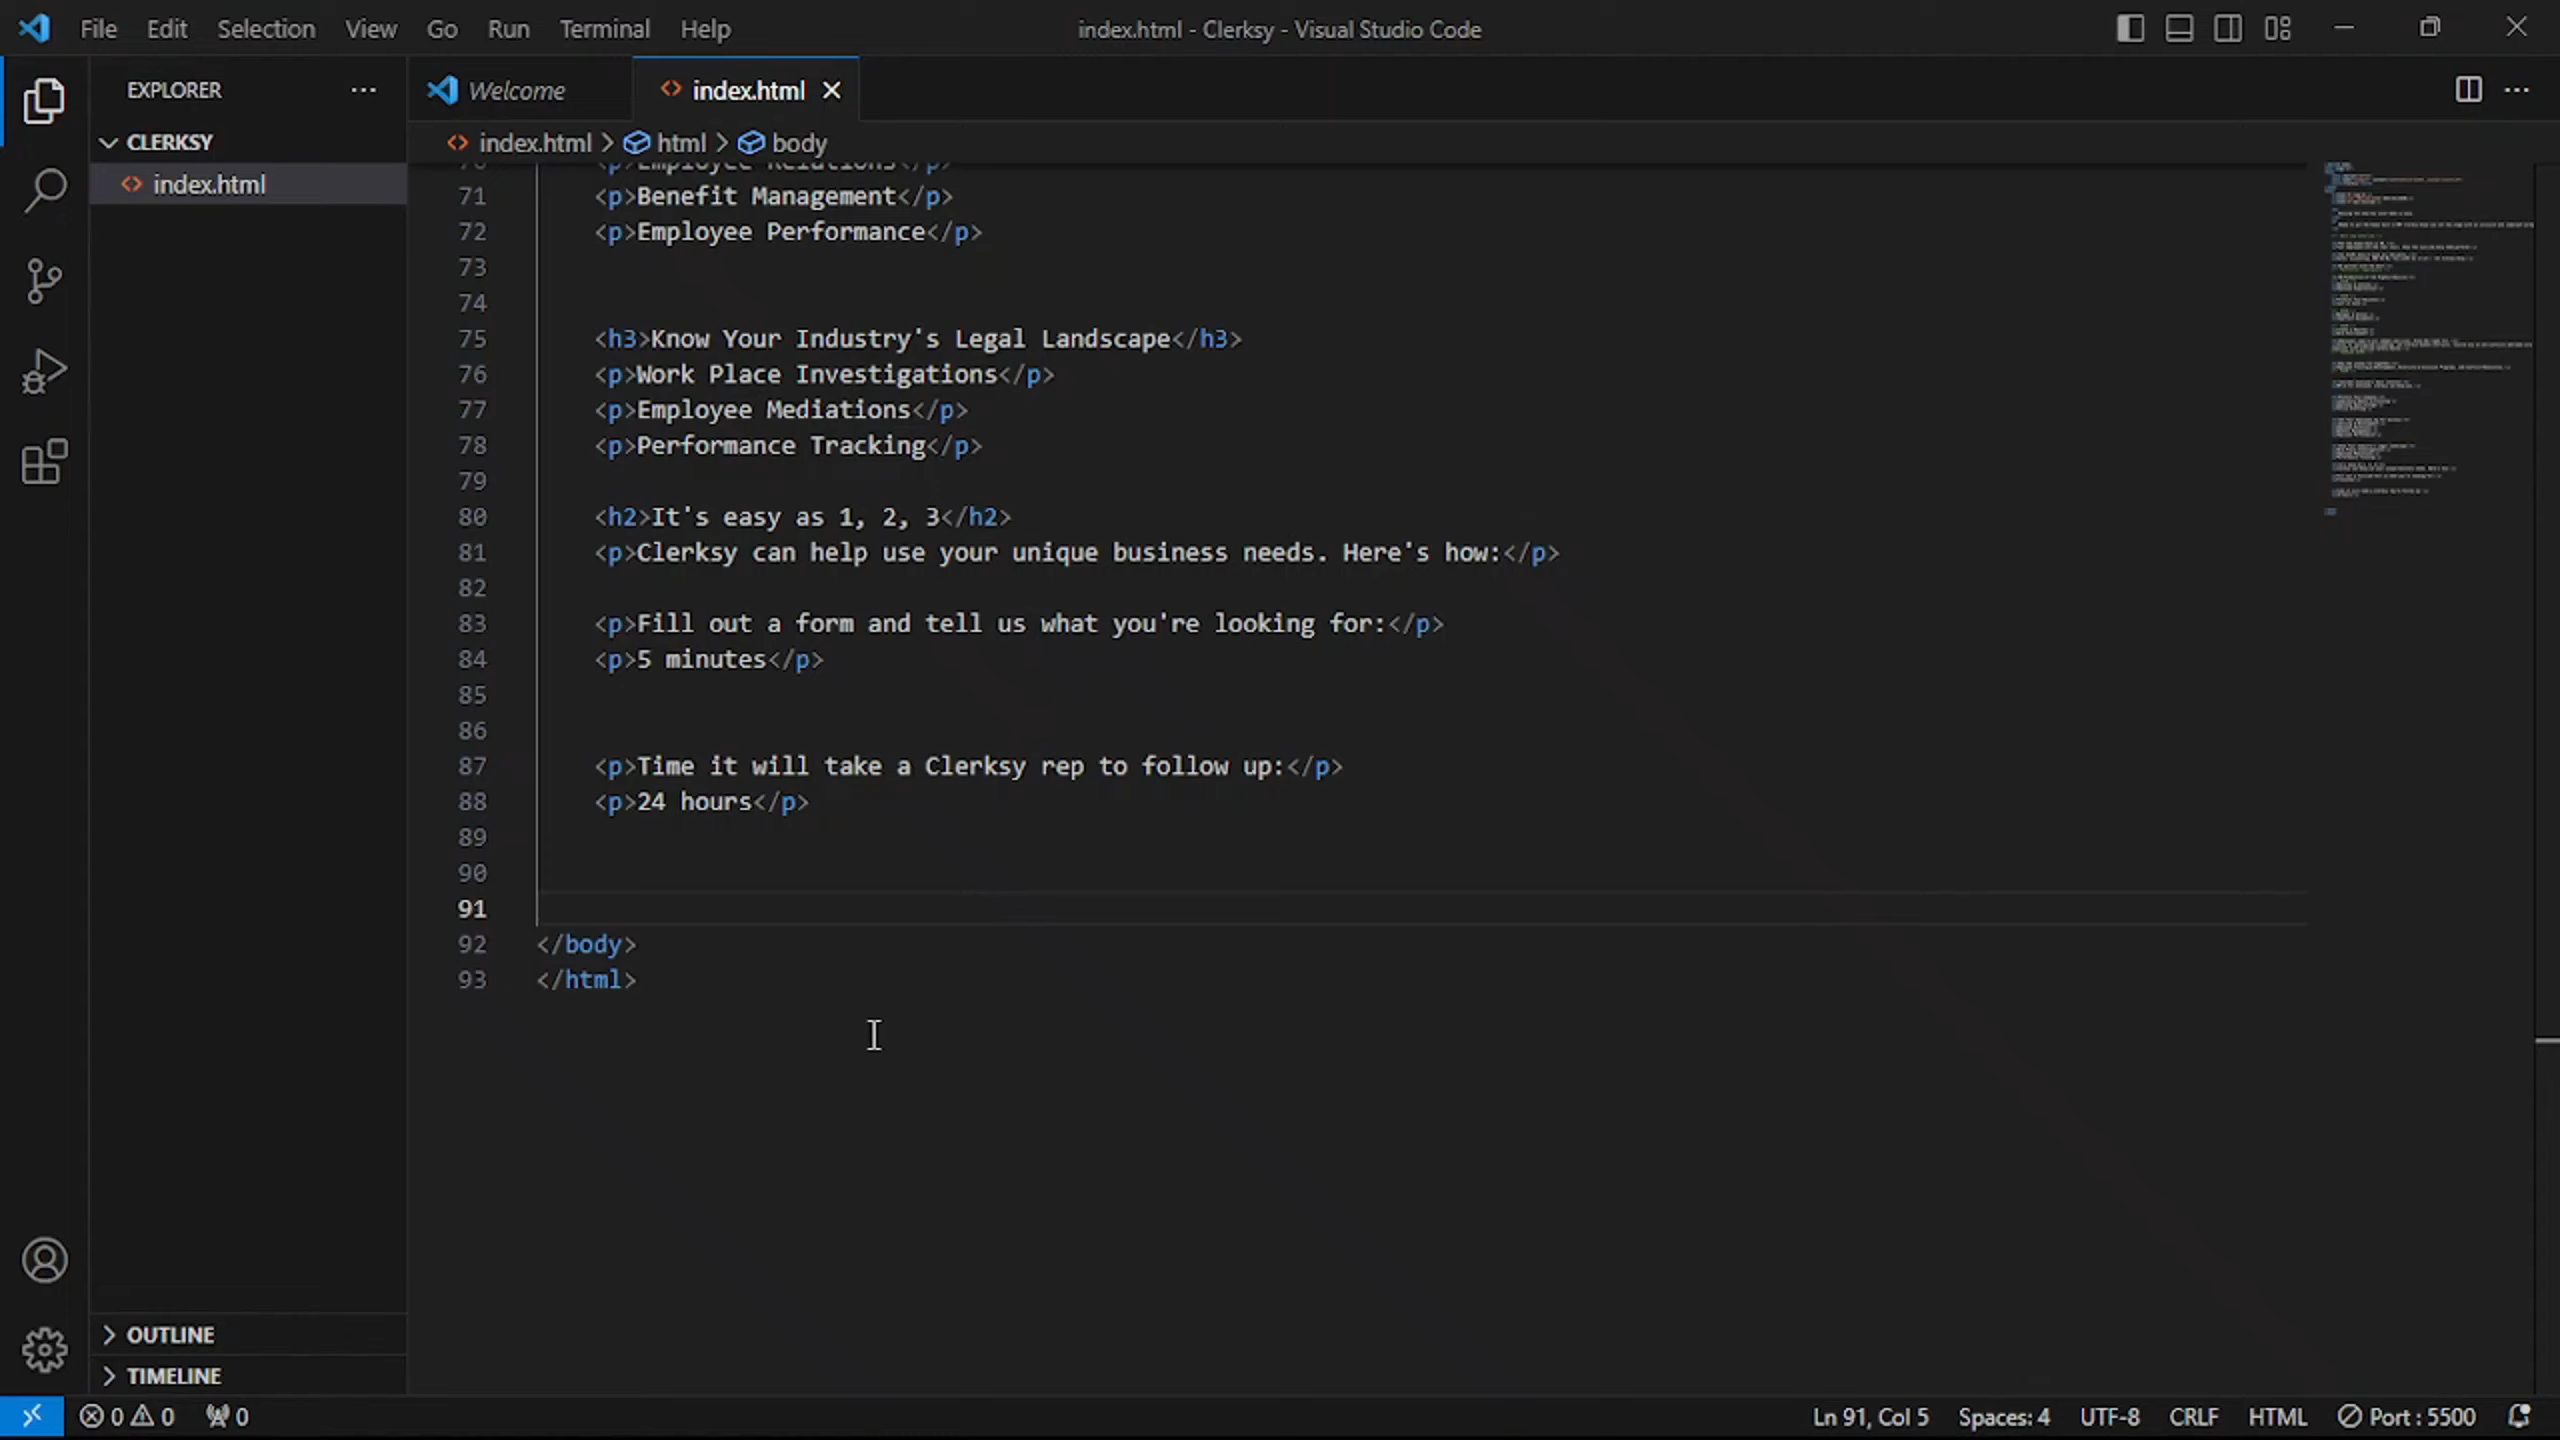 File Edit Selection View Go Run Terminal Help
index.html - Clerksy - Visual Studio Code
EXPLORER
Welcome
index.html
CLERKSY
index.html > html > body
index.html
70 <p>Employee Relations</p>
71 <p>Benefit Management</p>
72 <p>Employee Performance</p>
73
74
75 <h3>Know Your Industry's Legal Landscape</h3>
76 <p>Work Place Investigations</p>
77 <p>Employee Mediations</p>
78 <p>Performance Tracking</p>
79
80 <h2>It's easy as 1, 2, 3</h2>
81 <p>Clerksy can help use your unique business needs. Here's how:</p>
82
83 <p>Fill out a form and tell us what you're looking for:</p>
84 <p>5 minutes</p>
85
86
87 <p>Time it will take a Clerksy rep to follow up:</p>
88 <p>24 hours</p>
89
90
91
92 </body>
93 </html>
OUTLINE
TIMELINE
0 0 0 Ln 91, Col 5 Spaces: 4 UTF-8 CRLF HTML Port : 5500